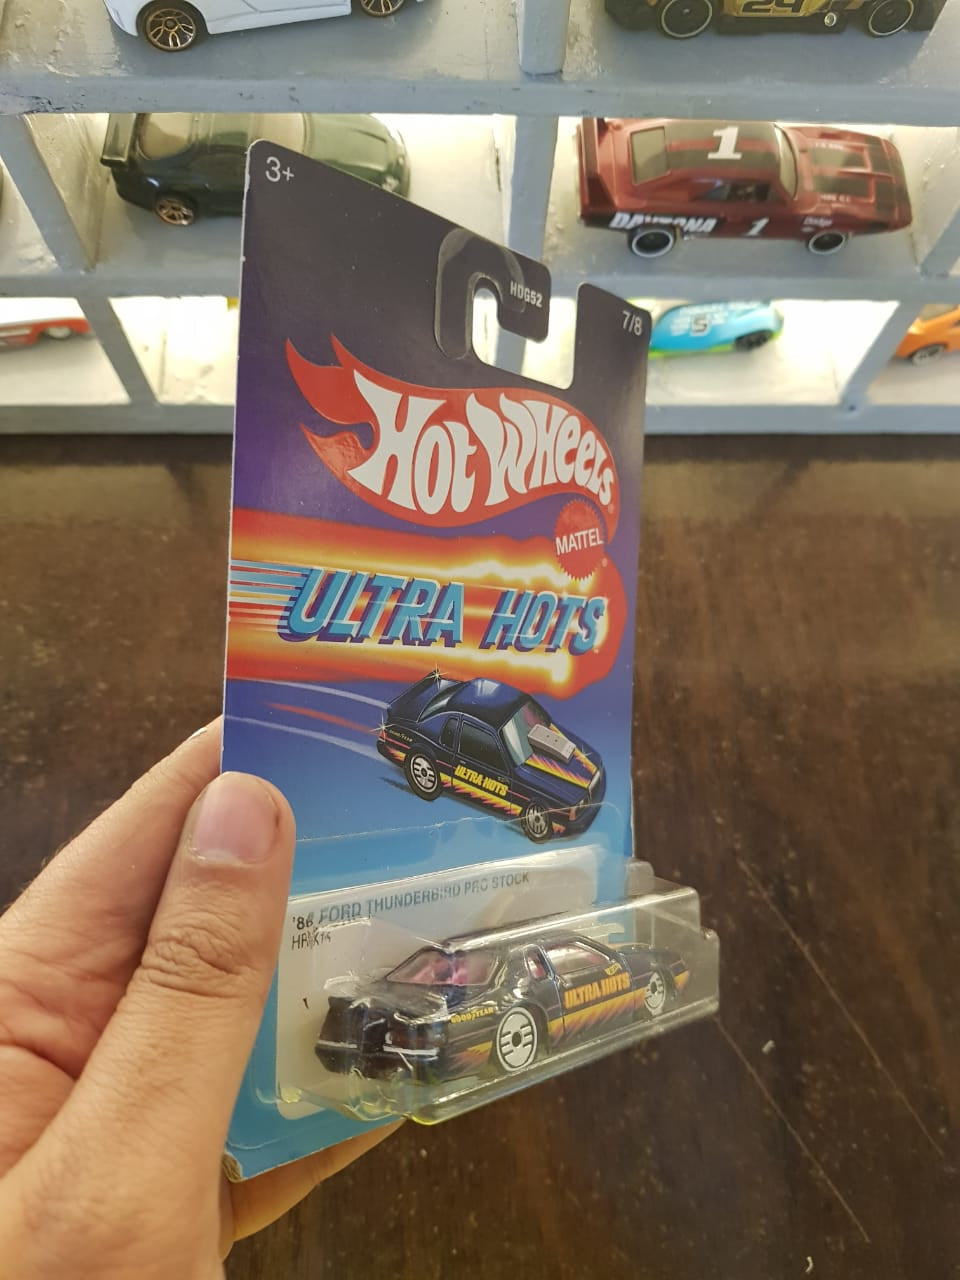 24
1
DAYTONA 1
S
3+
HDG52
7/8
Hot Wheels
MATTEL
ULTRA HOTS
ULTRA HOTS
'86 FORD THUNDERBIRD PRO STOCK
ULTRA HOTS
GOODYEAR